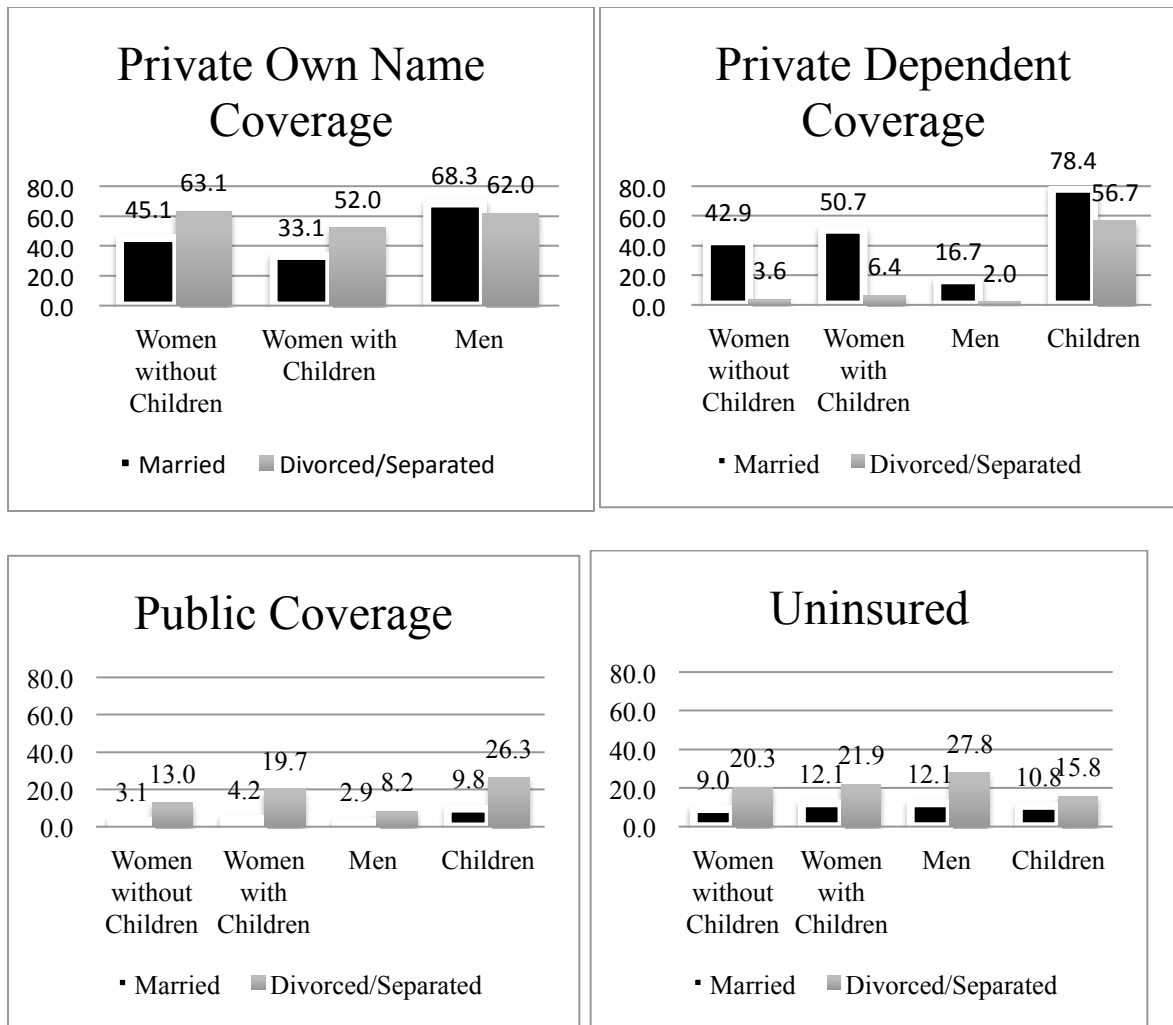 Private Own Name
Coverage
80.0
60.0
40.0
20.0
0.0
45.1
63.1
33.1
52.0
68.3
62.0
Women
without
Children
Women with
Children
Men
Married
Divorced/Separated
Private Dependent
Coverage
80.0
60.0
40.0
20.0
0.0
42.9
3.6
50.7
6.4
16.7
2.0
78.4
56.7
Women
without
Children
Women
with
Children
Men
Children
Married
Divorced/Separated
Public Coverage
80.0
60.0
40.0
20.0
0.0
3.1
13.0
4.2
19.7
2.9
8.2
9.8
26.3
Women
without
Children
Women
with
Children
Men
Children
Married
Divorced/Separated
Uninsured
80.0
60.0
40.0
20.0
0.0
9.0
20.3
12.1
21.9
12.1
27.8
10.8
15.8
Women
without
Children
Women
with
Children
Men
Children
Married
Divorced/Separated